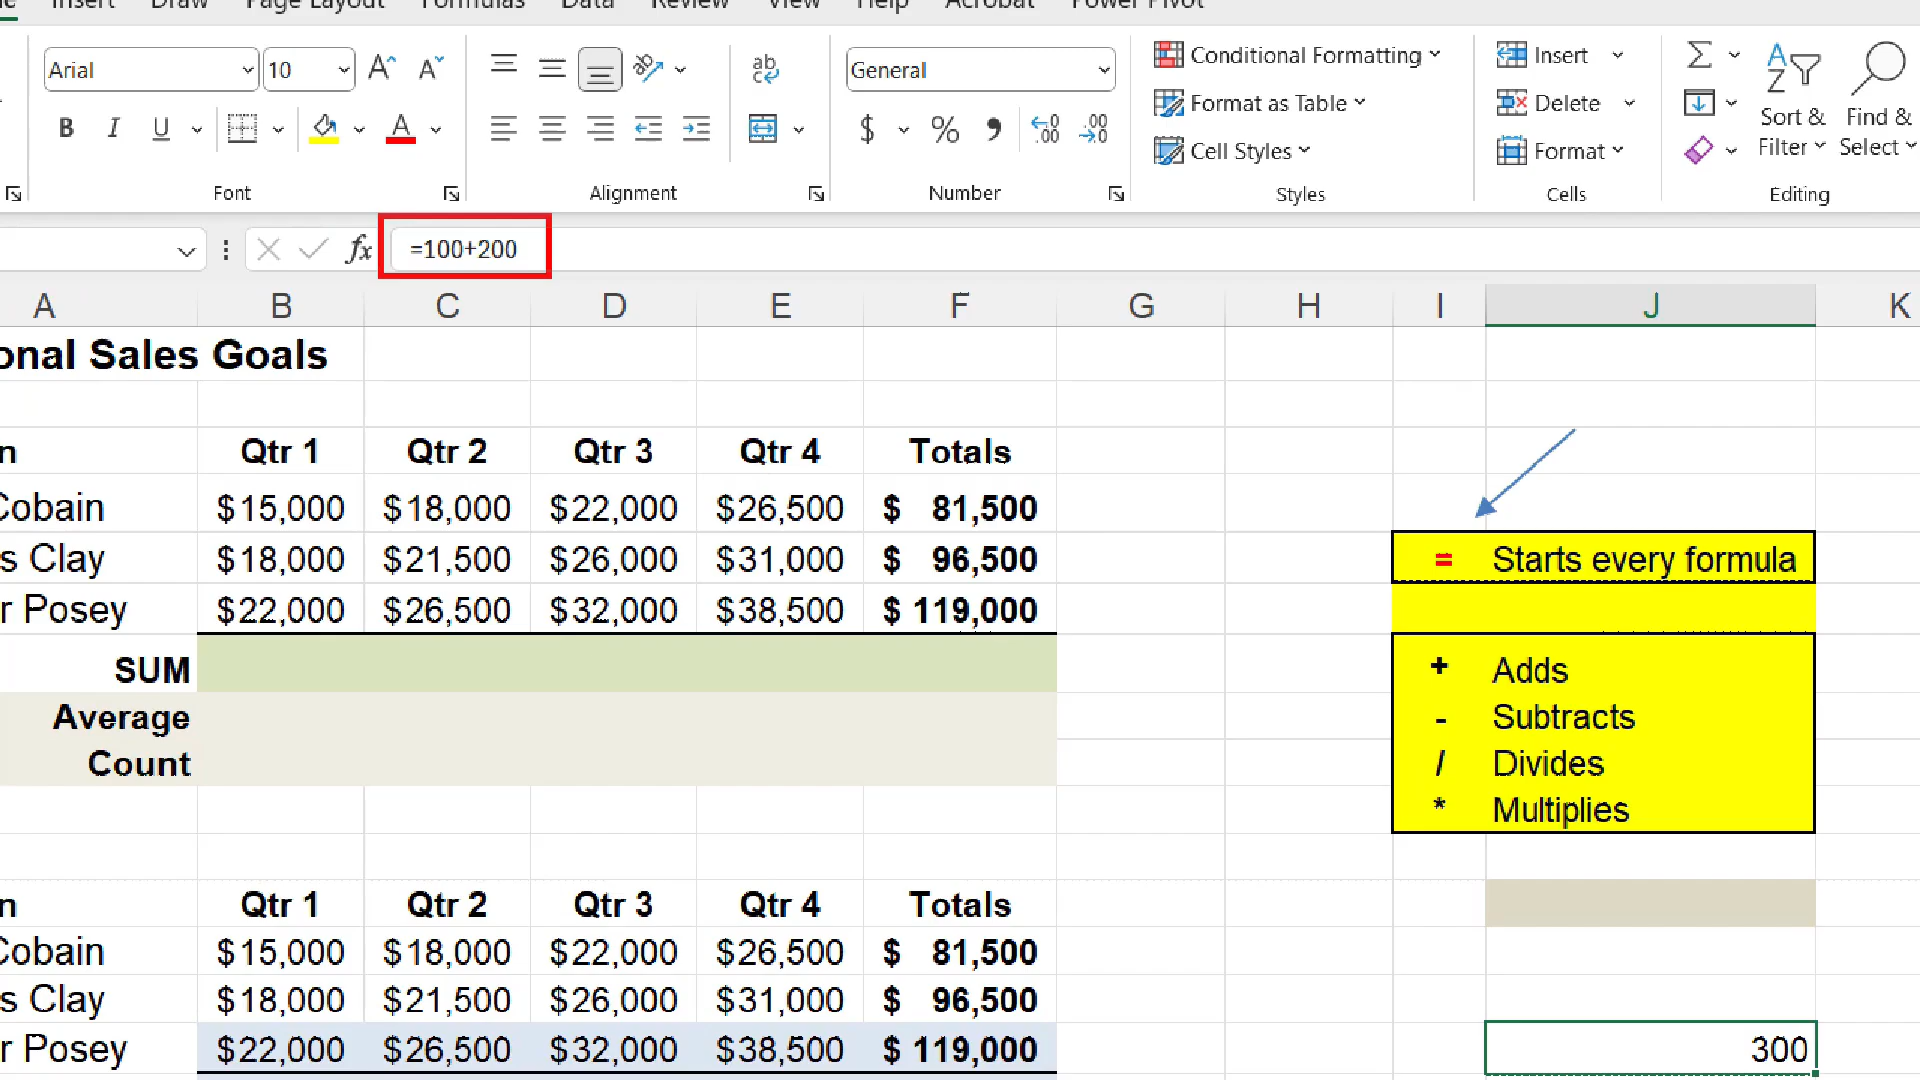 Insert Draw Page Layout Formulas Data Review View Help Acrobat Power Pivot
Arial 10 General Conditional Formatting Insert
Format as Table Delete
Cell Styles Format
Sort & Filter
Find & Select
Font Alignment Number Styles Cells Editing
fx =100+200
A B C D E F G H I J K
onal Sales Goals
n Qtr 1 Qtr 2 Qtr 3 Qtr 4 Totals
Cobain $15,000 $18,000 $22,000 $26,500 $ 81,500
s Clay $18,000 $21,500 $26,000 $31,000 $ 96,500
r Posey $22,000 $26,500 $32,000 $38,500 $ 119,000
SUM
Average
Count
= Starts every formula
+ Adds
- Subtracts
/ Divides
* Multiplies
n Qtr 1 Qtr 2 Qtr 3 Qtr 4 Totals
Cobain $15,000 $18,000 $22,000 $26,500 $ 81,500
s Clay $18,000 $21,500 $26,000 $31,000 $ 96,500
r Posey $22,000 $26,500 $32,000 $38,500 $ 119,000
300